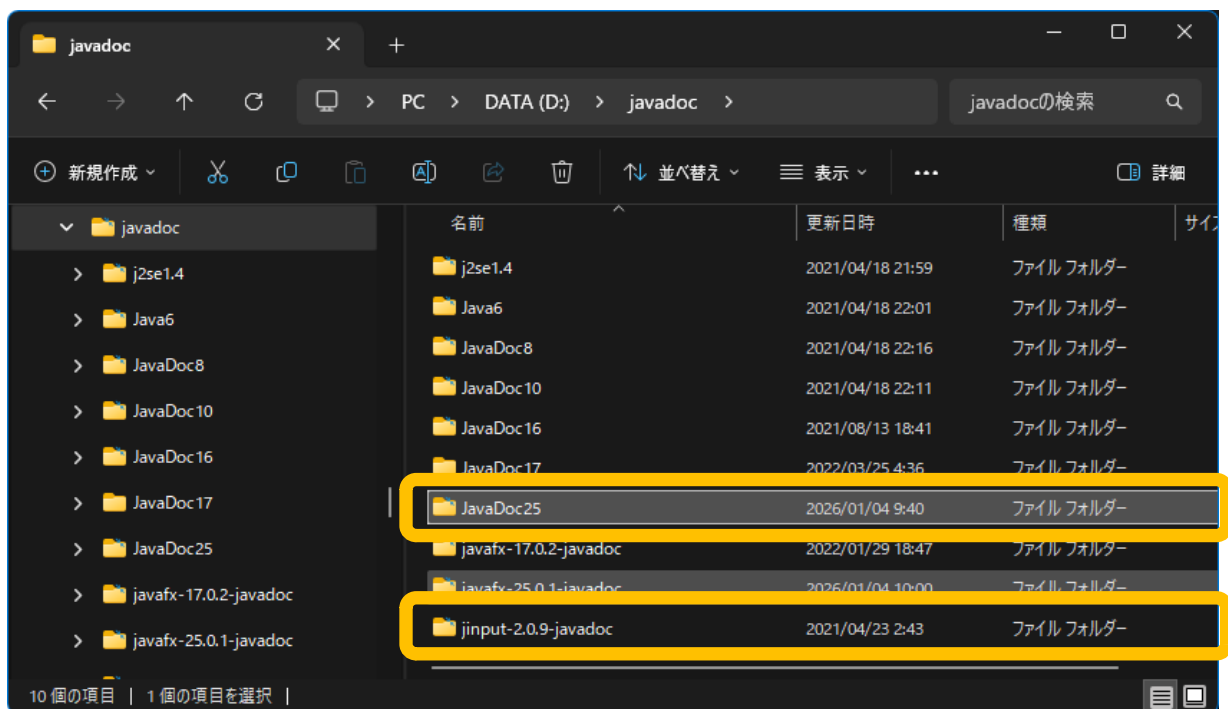 javadoc
PC > DATA (D:) > javadoc >
javadocの検索
新規作成
並べ替え
表示
詳細
javadoc
j2se1.4
Java6
JavaDoc8
JavaDoc10
JavaDoc16
JavaDoc17
JavaDoc25
javafx-17.0.2-javadoc
javafx-25.0.1-javadoc
名前 更新日時 種類 サイズ
j2se1.4 2021/04/18 21:59 ファイル フォルダー
Java6 2021/04/18 22:01 ファイル フォルダー
JavaDoc8 2021/04/18 22:16 ファイル フォルダー
JavaDoc10 2021/04/18 22:11 ファイル フォルダー
JavaDoc16 2021/08/13 18:41 ファイル フォルダー
JavaDoc17 2022/03/25 4:36 ファイル フォルダー
JavaDoc25 2026/01/04 9:40 ファイル フォルダー
javafx-17.0.2-javadoc 2022/01/29 18:47 ファイル フォルダー
javafx-25.0.1-javadoc 2026/01/04 10:00 ファイル フォルダー
jinput-2.0.9-javadoc 2021/04/23 2:43 ファイル フォルダー
10 個の項目 | 1 個の項目を選択 |